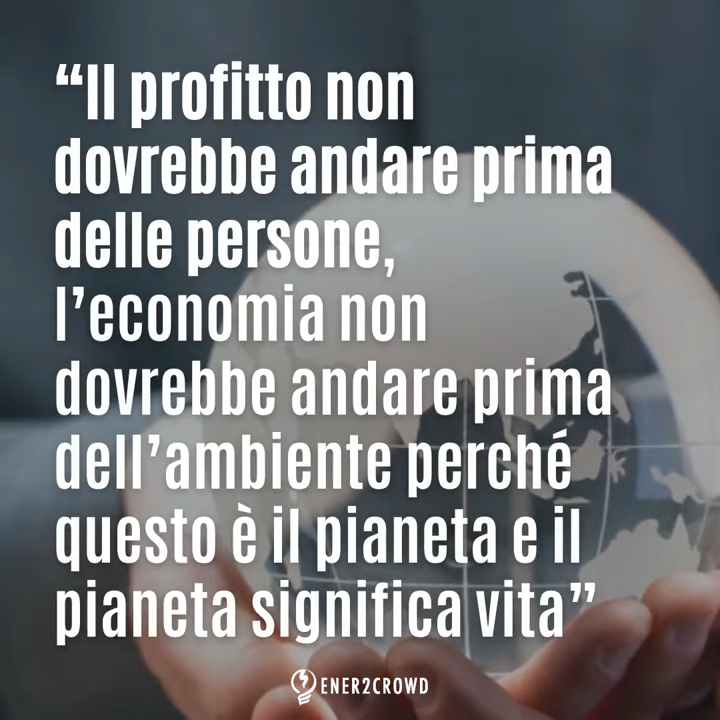 “Il profitto non
dovrebbe andare prima
delle persone,
l’economia non
dovrebbe andare prima
dell’ambiente perché
questo è il pianeta e il
pianeta significa vita”
ENER2CROWD